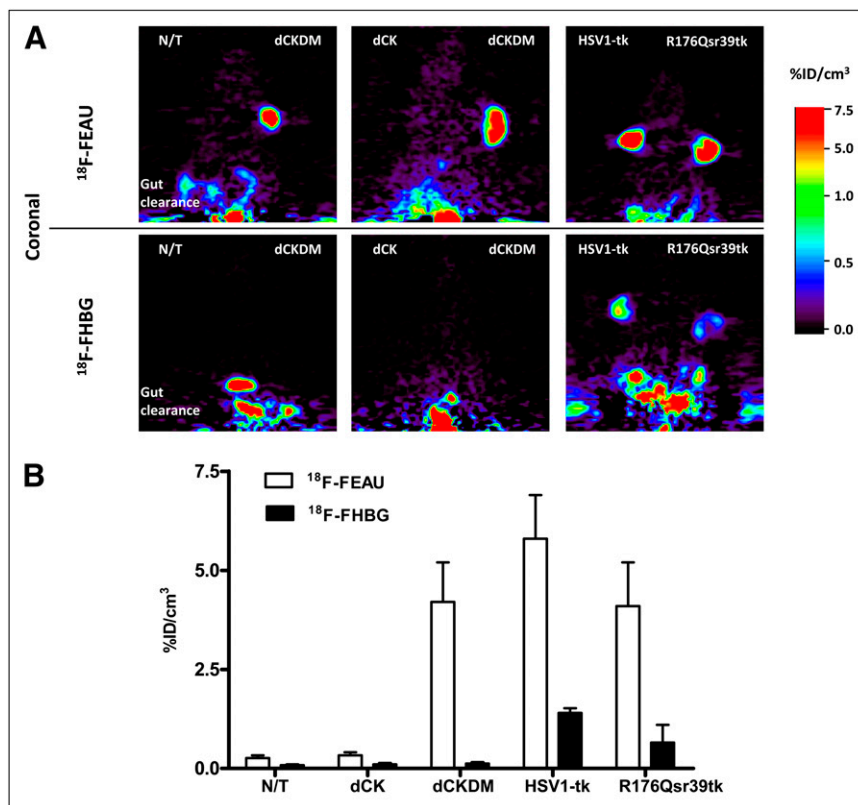 A
N/T dCKDM
dCK dCKDM
HSV1-tk R176Qsr39tk
%ID/cm³
7.5
5.0
1.0
0.5
0.0
Coronal
¹⁸F-FEAU
Gut
clearance
N/T dCKDM
dCK dCKDM
HSV1-tk R176Qsr39tk
¹⁸F-FHBG
Gut
clearance
B
¹⁸F-FEAU
¹⁸F-FHBG
%ID/cm³
7.5
5.0
2.5
0.0
N/T dCK dCKDM HSV1-tk R176Qsr39tk